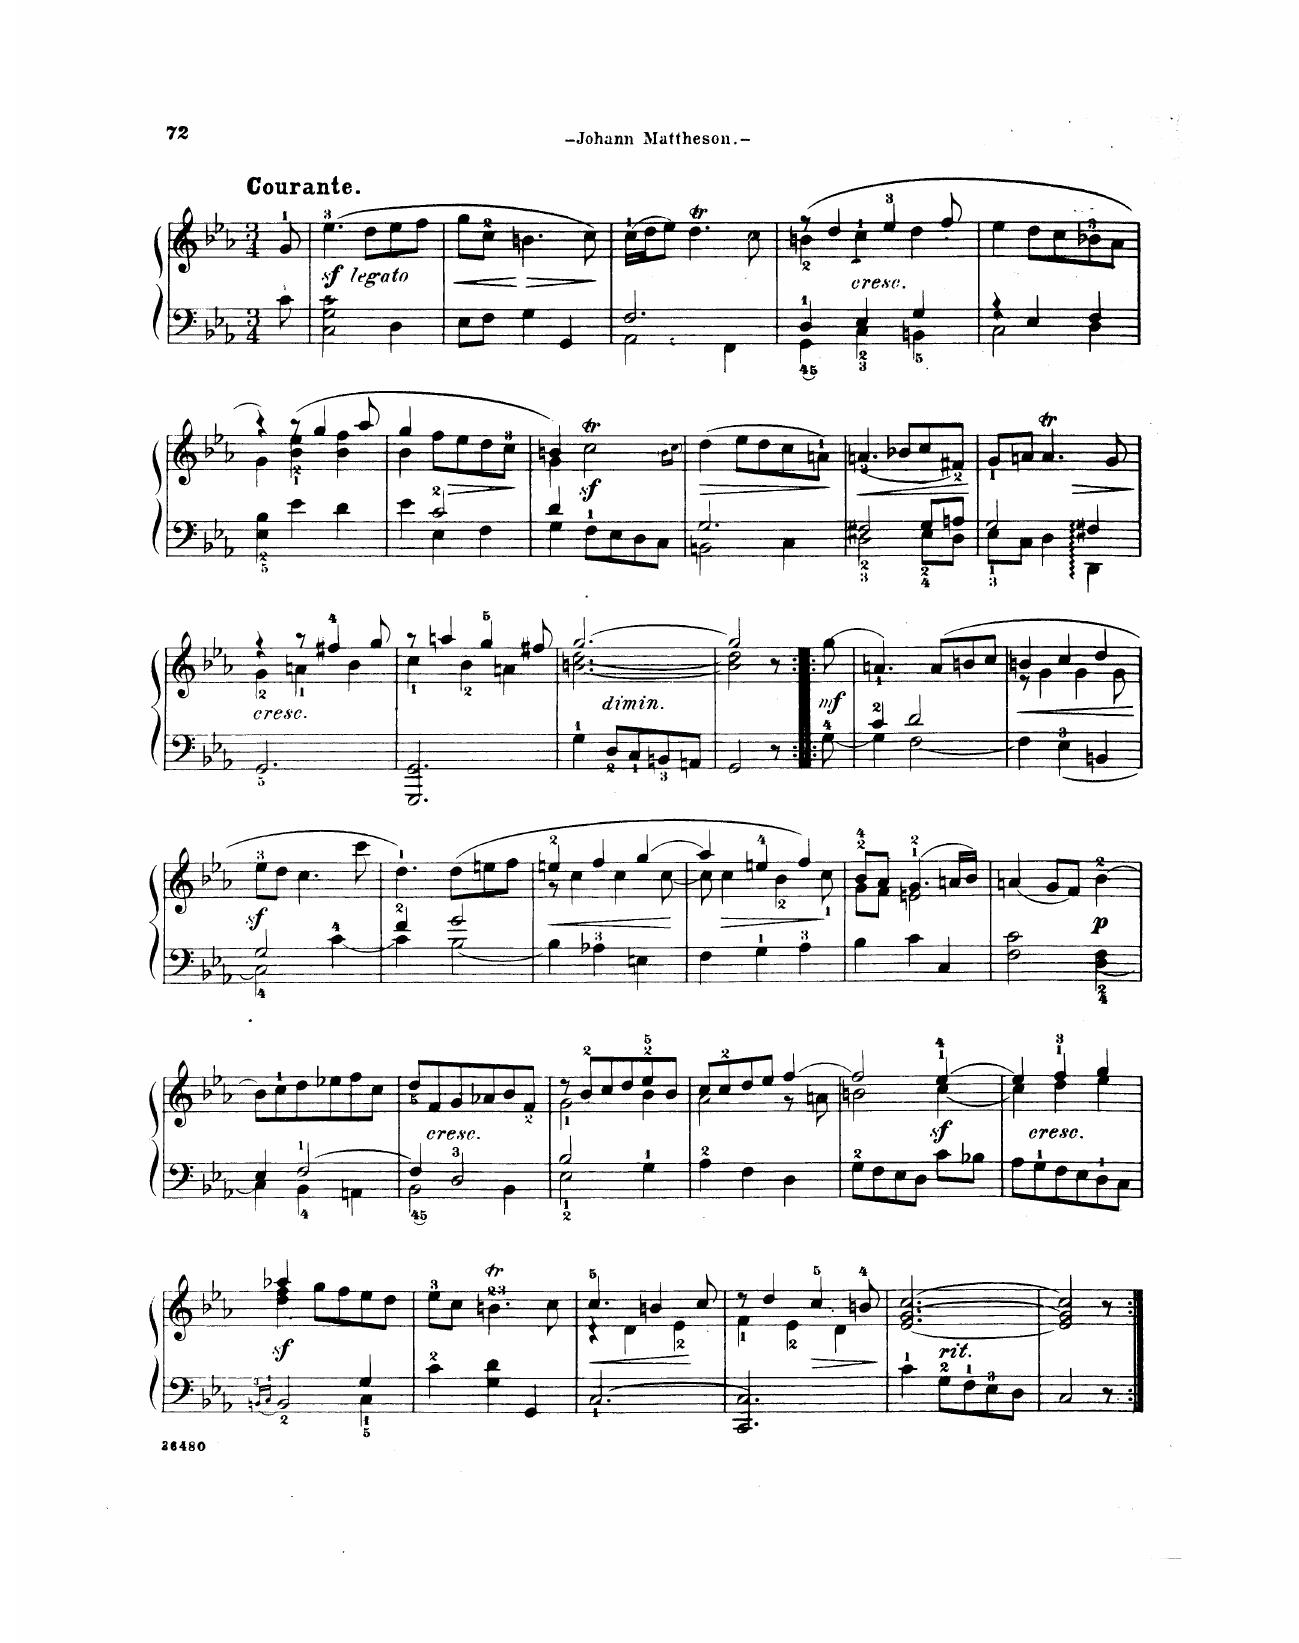 72
–Johann Mattheson.–
Courante.
sf legato
cresc.
sf
cresc.
dimin.
mf
sf
p
cresc.
sf
cresc.
sf
rit.
26480